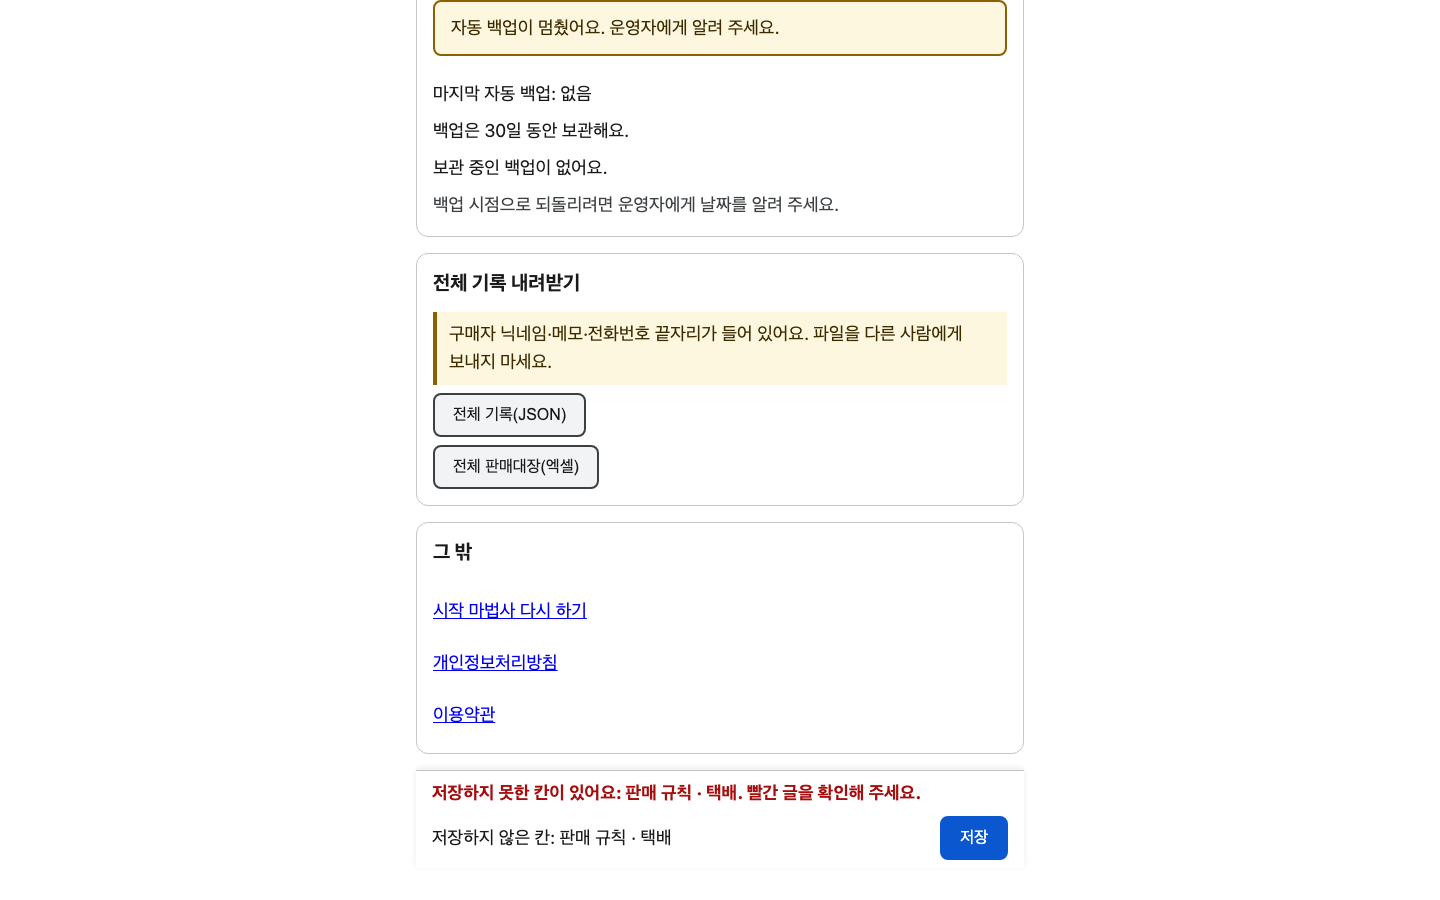 자동 백업이 멈췄어요. 운영자에게 알려 주세요.
마지막 자동 백업: 없음
백업은 30일 동안 보관해요.
보관 중인 백업이 없어요.
백업 시점으로 되돌리려면 운영자에게 날짜를 알려 주세요.
전체 기록 내려받기
구매자 닉네임·메모·전화번호 끝자리가 들어 있어요. 파일을 다른 사람에게
보내지 마세요.
전체 기록(JSON)
전체 판매대장(엑셀)
그 밖
시작 마법사 다시 하기
개인정보처리방침
이용약관
저장하지 못한 칸이 있어요: 판매 규칙 · 택배. 빨간 글을 확인해 주세요.
저장하지 않은 칸: 판매 규칙 · 택배
저장